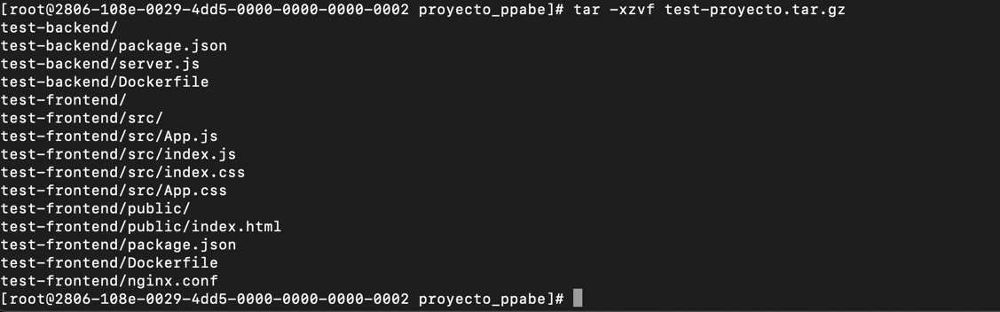 [root@2806-108e-0029-4dd5-0000-0000-0000-0002 proyecto_ppabe]# tar -xzvf test-proyecto.tar.gz
test-backend/
test-backend/package.json
test-backend/server.js
test-backend/Dockerfile
test-frontend/
test-frontend/src/
test-frontend/src/App.js
test-frontend/src/index.js
test-frontend/src/index.css
test-frontend/src/App.css
test-frontend/public/
test-frontend/public/index.html
test-frontend/package.json
test-frontend/Dockerfile
test-frontend/nginx.conf
[root@2806-108e-0029-4dd5-0000-0000-0000-0002 proyecto_ppabe]#